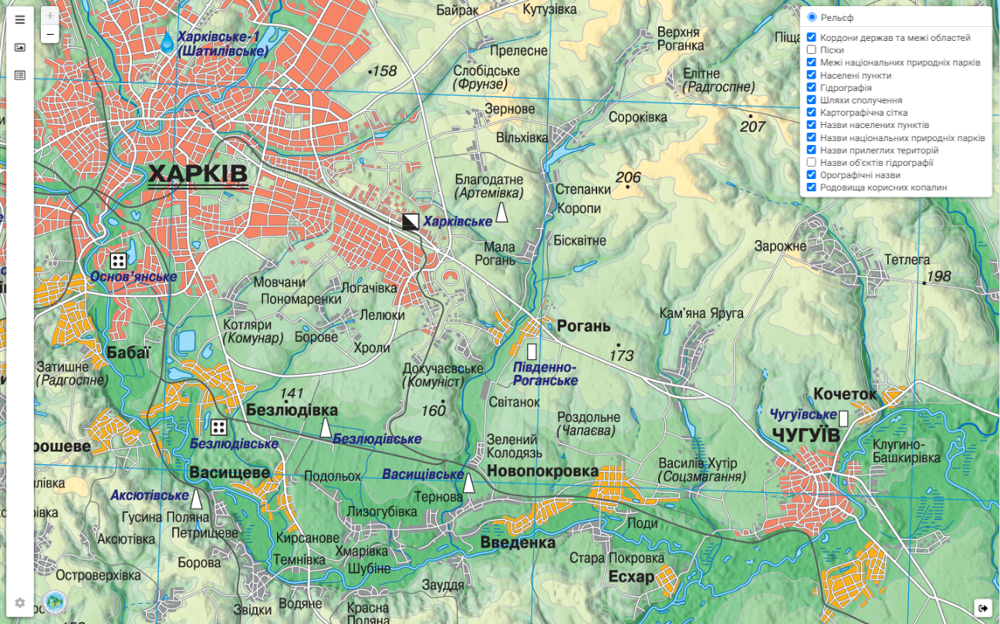 Байрак
Кутузівка
Рельєф
Кордони держав та межі областей
Піски
Межі національних природніх парків
Населені пункти
Гідрографія
Шляхи сполучення
Картографічна сітка
Назви населених пунктів
Назви національних природніх парків
Назви прилеглих територій
Назви об'єктів гідрографії
Орографічні назви
Родовища корисних копалин
Харківське-1
(Шатилівське)
Верхня
Роганка
Піща
Прелесне
158
Слобідське
(Фрунзе)
Елітне
(Радгоспне)
Зернове
Сороківка
207
Вільхівка
ХАРКІВ
Благодатне
(Артемівка)
Степанки
206
Коропи
Харківське
Бісквітне
Мала
Рогань
Зарожне
Тетлега
198
Основ'янське
Мовчани
Пономаренки
Логачівка
Лелюки
Котляри
(Комунар)
Борове
Хроли
Рогань
Кам'яна Яруга
173
Бабаї
Затишне
(Радгоспне)
Докучаєвське
(Комуніст)
Південно-
Роганське
141
Безлюдівка
160
Світанок
Кочеток
Роздольне
(Чапаєва)
Чугуївське
ЧУГУЇВ
Безлюдівське
Безлюдівське
рошеве
Зелений
Колодязь
Клугино-
Башкирівка
Васищеве
Подольох
Васищівське
Новопокровка
Василів Хутір
(Соцзмагання)
Аксютівське
Тернова
Гусина Поляна
Лизогубівка
Поди
Петрищеве
Аксютівка
Кирсанове
Введенка
Темнівка
Хмарівка
Шубіне
Стара Покровка
Есхар
Борова
Островерхівка
Зауддя
Звідки
Водяне
Красна
Поляна